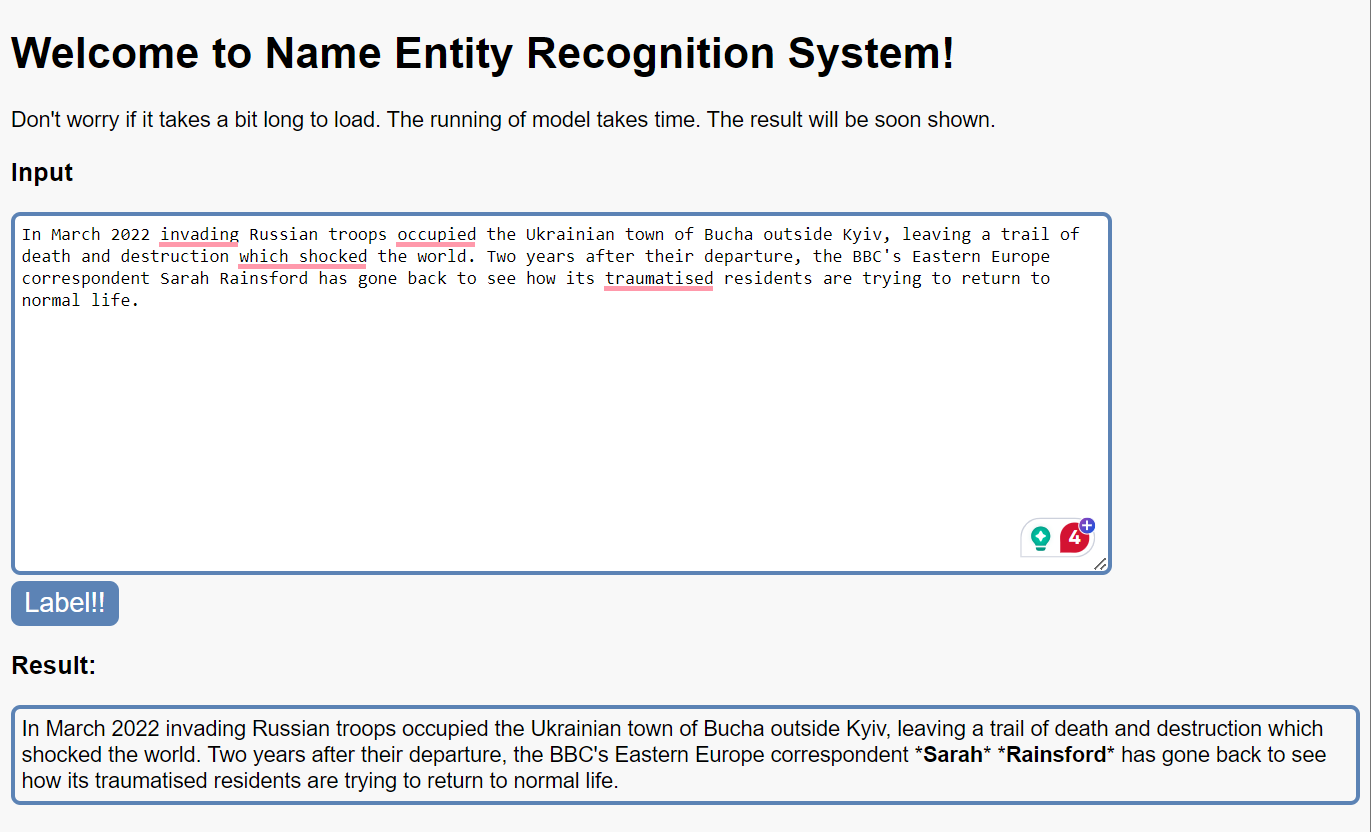 Welcome to Name Entity Recognition System!
Don't worry if it takes a bit long to load. The running of model takes time. The result will be soon shown.
Input
In March 2022 invading Russian troops occupied the Ukrainian town of Bucha outside Kyiv, leaving a trail of
death and destruction which shocked the world. Two years after their departure, the BBC's Eastern Europe
correspondent Sarah Rainsford has gone back to see how its traumatised residents are trying to return to
normal life.
4
Label!!
Result:
In March 2022 invading Russian troops occupied the Ukrainian town of Bucha outside Kyiv, leaving a trail of death and destruction which
shocked the world. Two years after their departure, the BBC's Eastern Europe correspondent *Sarah* *Rainsford* has gone back to see
how its traumatised residents are trying to return to normal life.